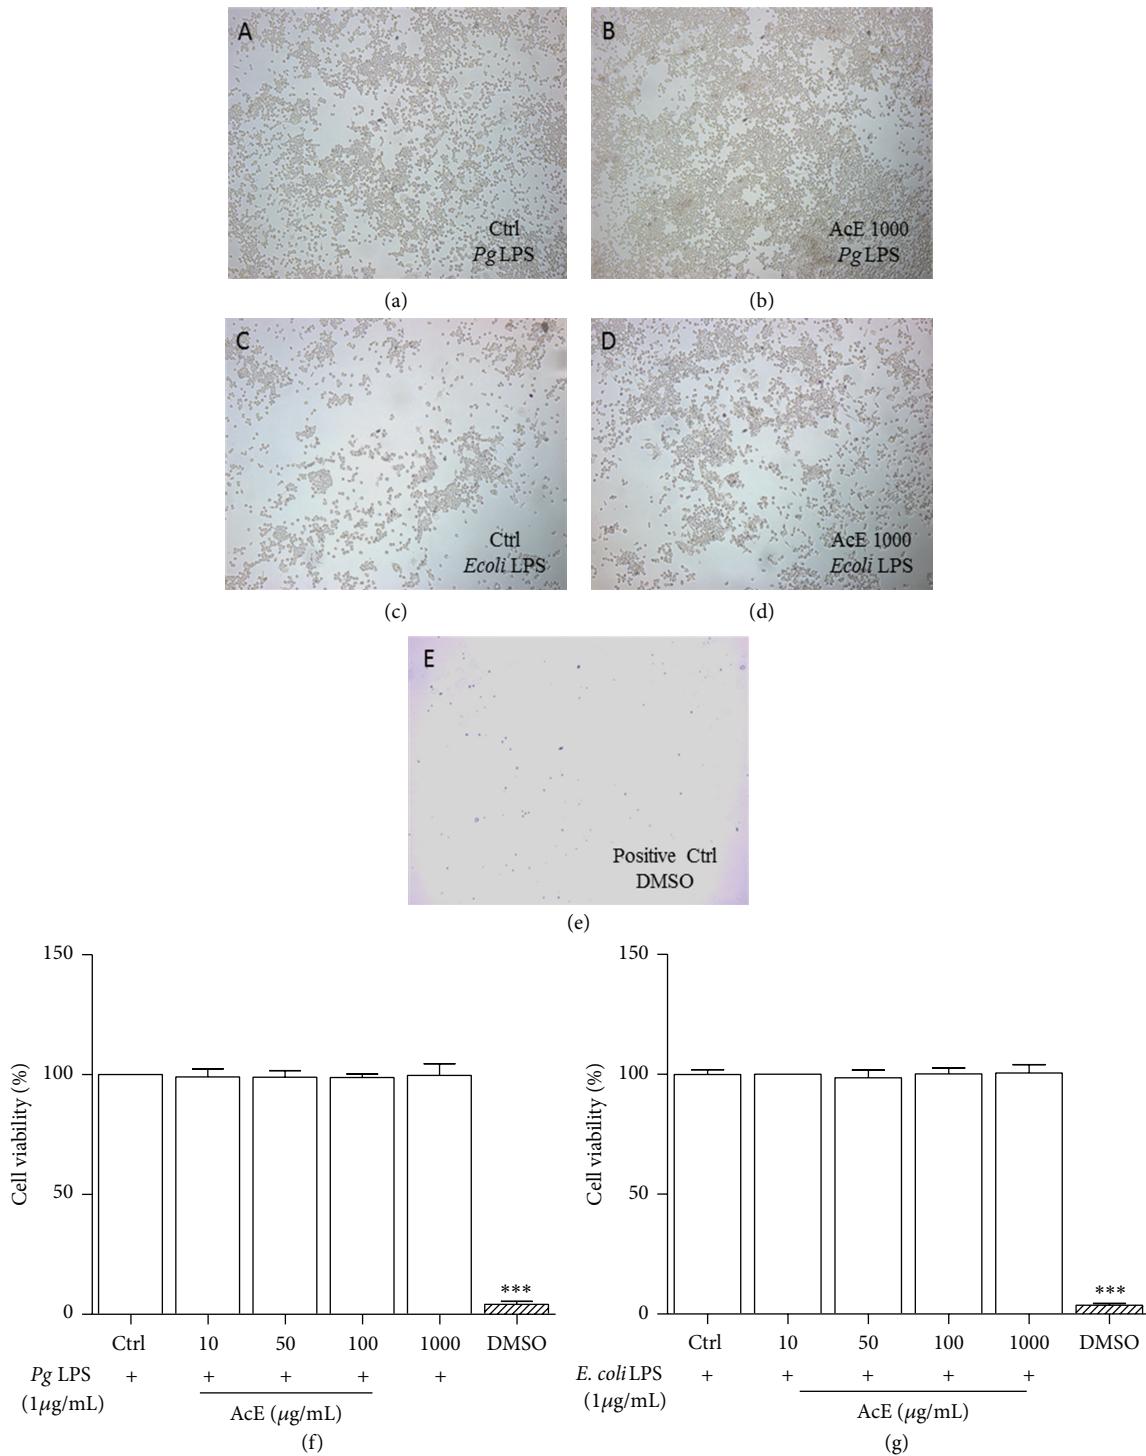 A
Ctrl
Pg LPS
(a)
B
AcE 1000
Pg LPS
(b)
C
Ctrl
Ecoli LPS
(c)
D
AcE 1000
Ecoli LPS
(d)
E
Positive Ctrl
DMSO
(e)
150
100
50
0
Cell viability (%)
***
Ctrl 10 50 100 1000 DMSO
Pg LPS + + + + +
(1μg/mL)
AcE (μg/mL)
(f)
150
100
50
0
Cell viability (%)
***
Ctrl 10 50 100 1000 DMSO
E. coli LPS + + + + +
(1μg/mL)
AcE (μg/mL)
(g)